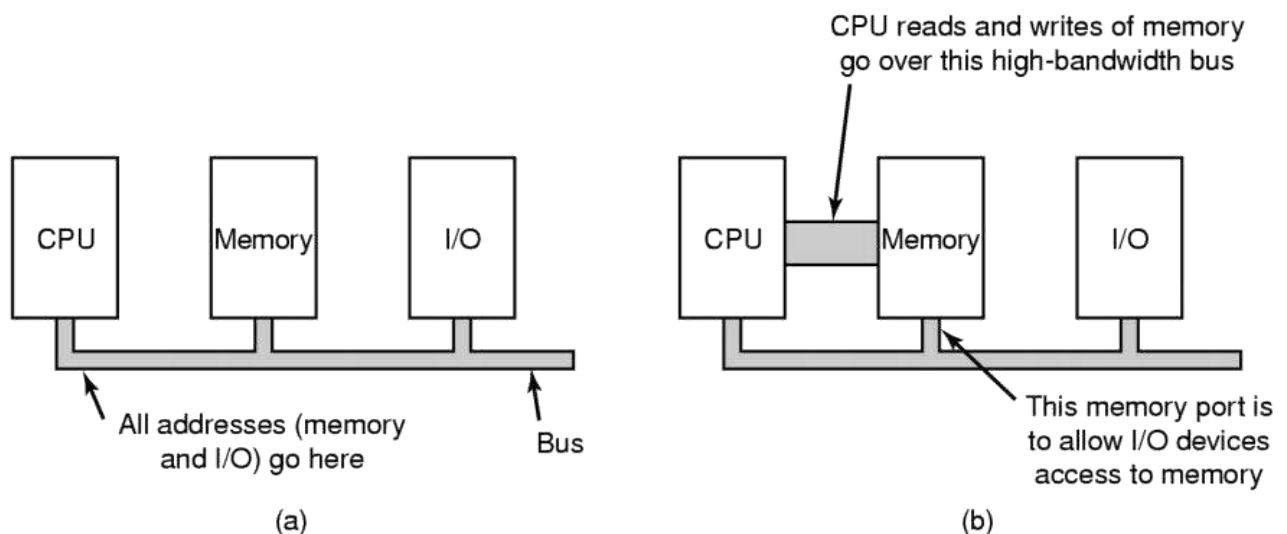 CPU reads and writes of memory
go over this high-bandwidth bus
CPU
Memory
I/O
CPU
Memory
I/O
All addresses (memory
and I/O) go here
Bus
This memory port is
to allow I/O devices
access to memory
(a)
(b)